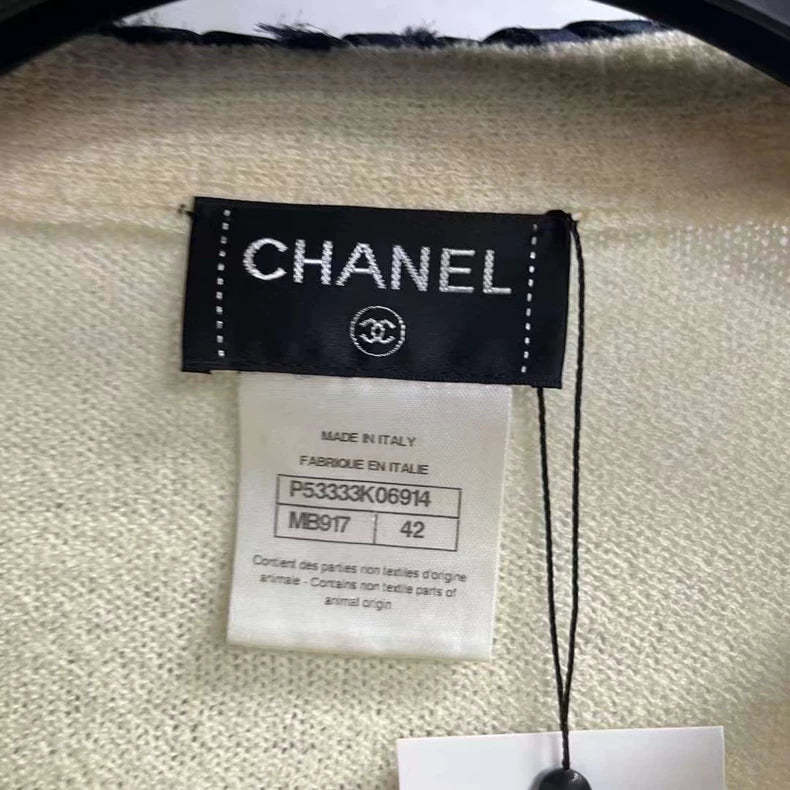 CHANEL
MADE IN ITALY
FABRIQUE EN ITALIE
P53333K06914
MB917 42
Contient des parties non textiles d'origine
animale - Contains non textile parts of
animal origin